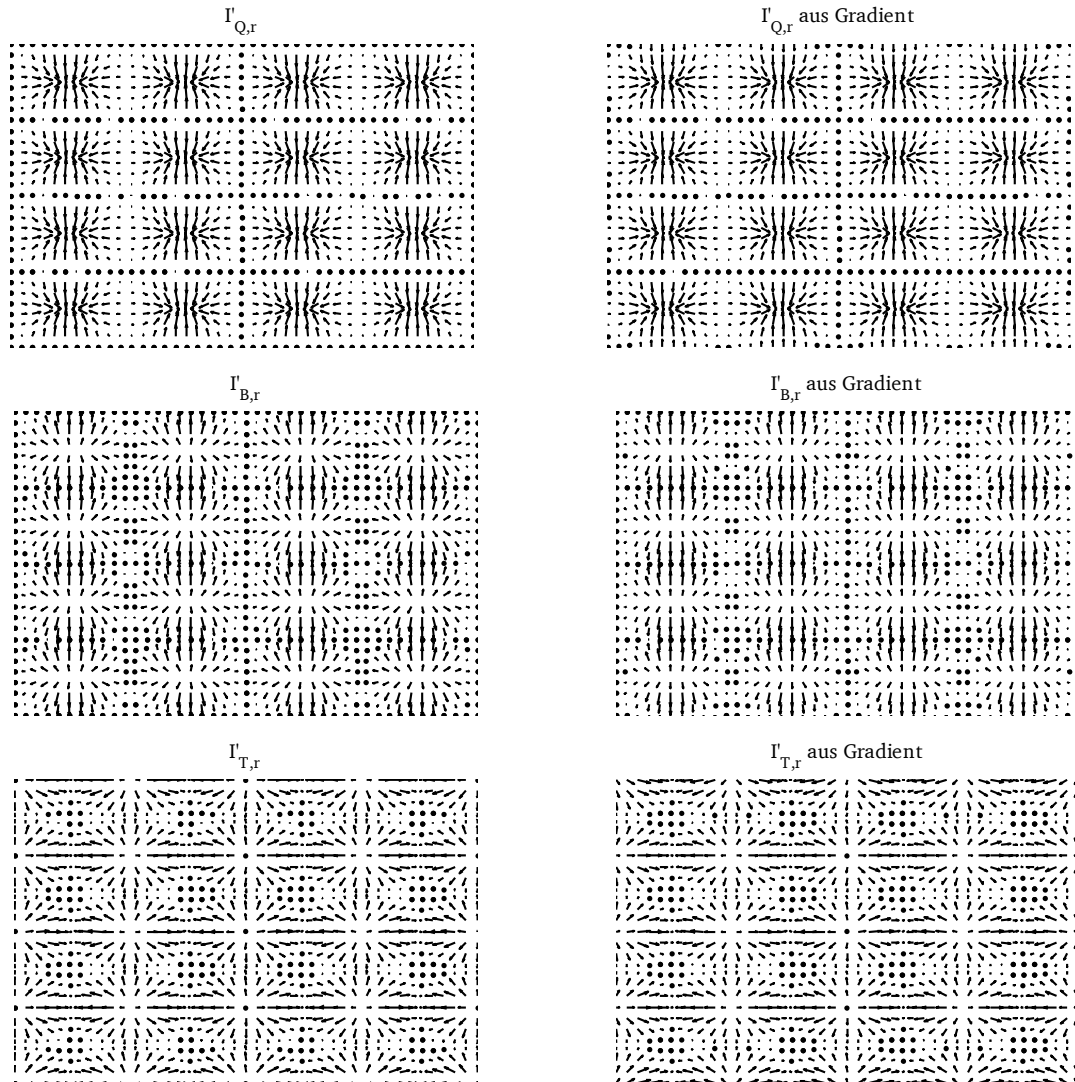 I'Q,r
I'Q,r aus Gradient
I'B,r
I'B,r aus Gradient
I'T,r
I'T,r aus Gradient